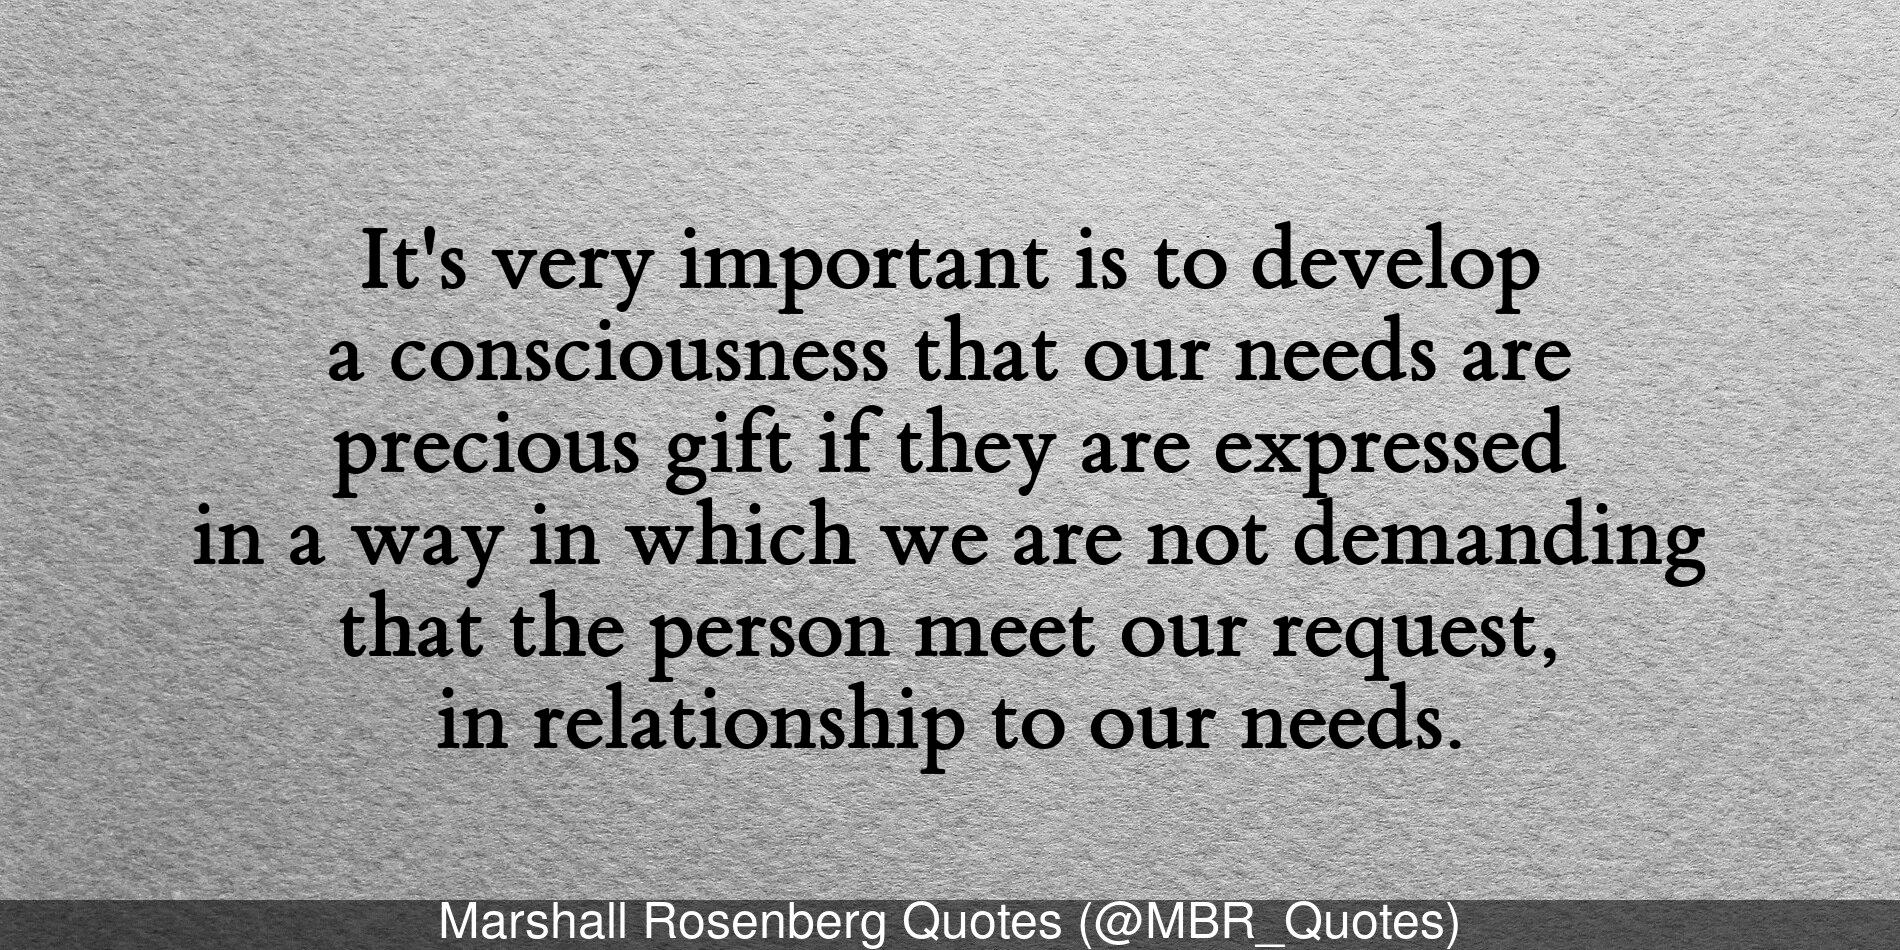 It's very important is to develop
a consciousness that our needs are
precious gift if they are expressed
in a way in which we are not demanding
that the person meet our request,
in relationship to our needs.
Marshall Rosenberg Quotes (@MBR_Quotes)